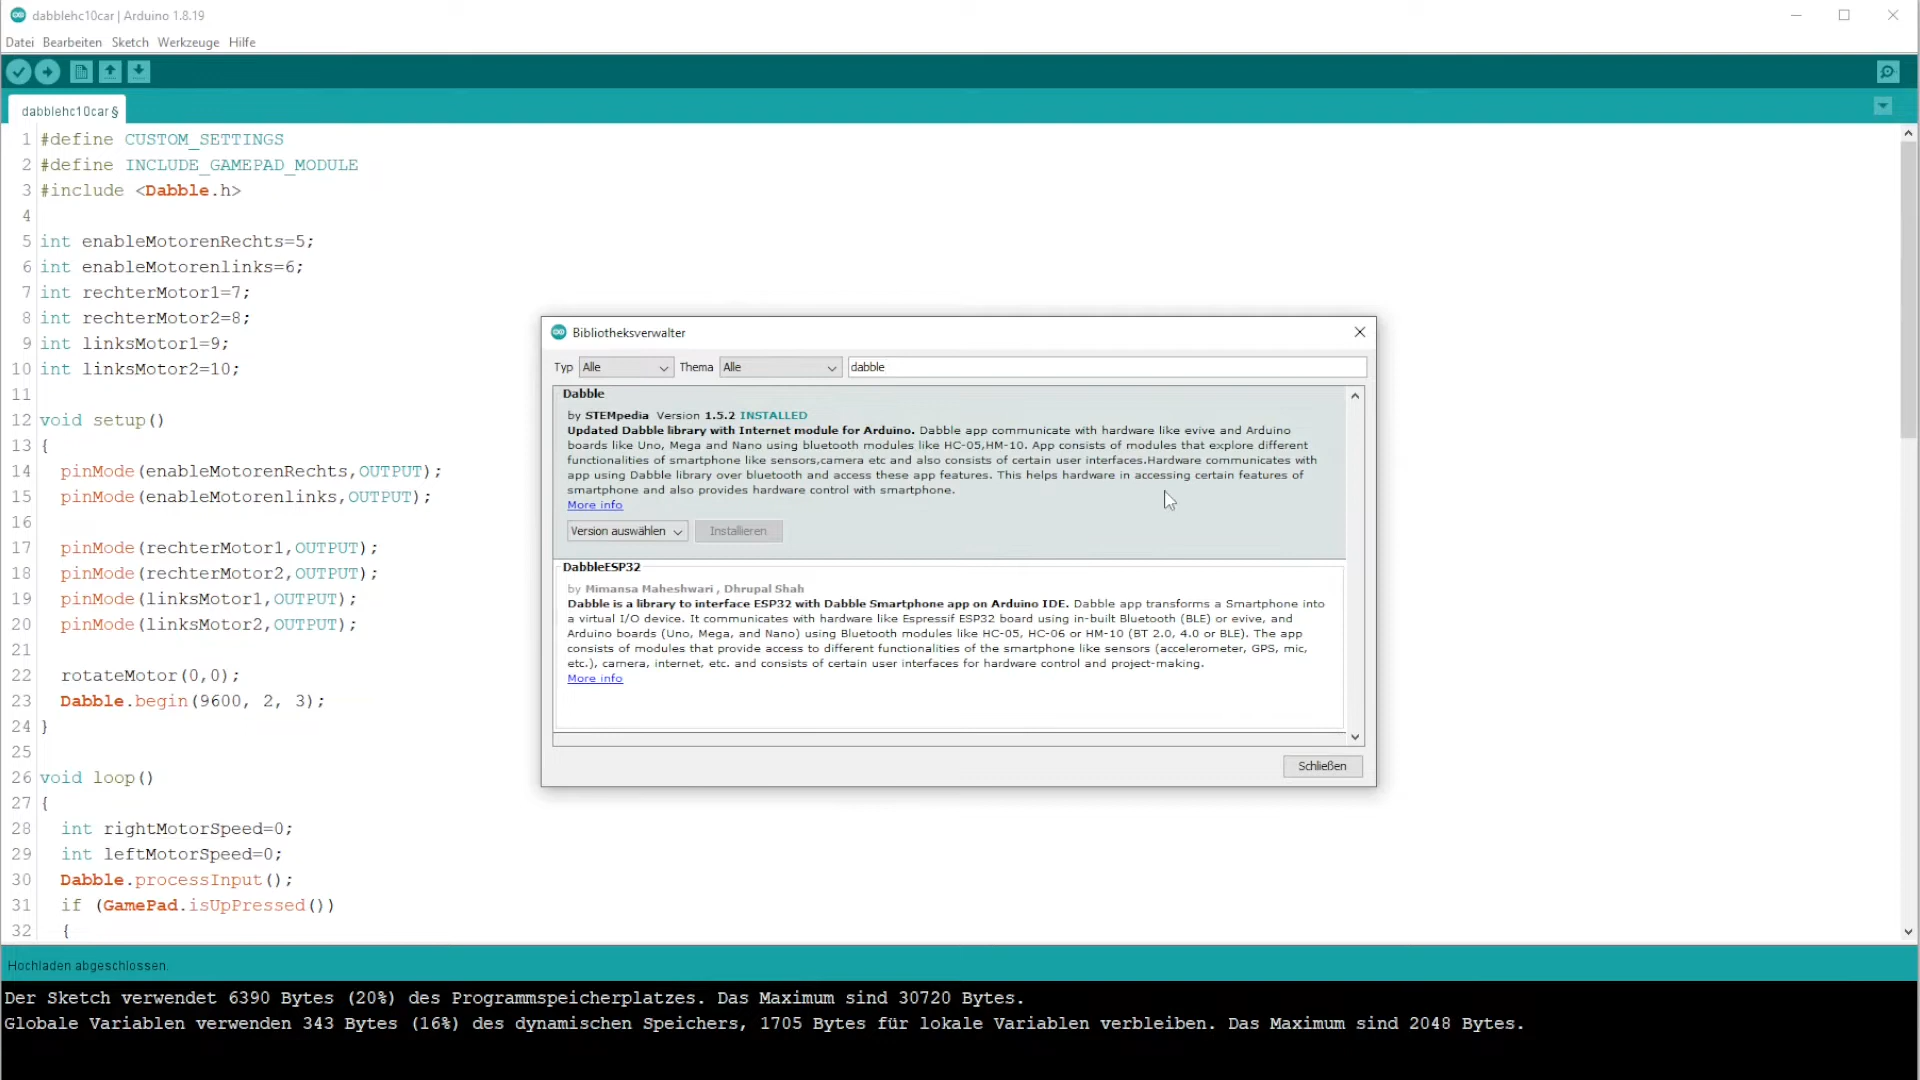 dabblehc10car | Arduino 1.8.19
Datei Bearbeiten Sketch Werkzeuge Hilfe
dabblehc10car §
1 #define CUSTOM_SETTINGS
2 #define INCLUDE_GAMEPAD_MODULE
3 #include <Dabble.h>
4
5 int enableMotorenRechts=5;
6 int enableMotorenlinks=6;
7 int rechterMotor1=7;
8 int rechterMotor2=8;
9 int linksMotor1=9;
10 int linksMotor2=10;
11
12 void setup()
13 {
14 pinMode(enableMotorenRechts,OUTPUT);
15 pinMode(enableMotorenlinks,OUTPUT);
16
17 pinMode(rechterMotor1,OUTPUT);
18 pinMode(rechterMotor2,OUTPUT);
19 pinMode(linksMotor1,OUTPUT);
20 pinMode(linksMotor2,OUTPUT);
21
22 rotateMotor(0,0);
23 Dabble.begin(9600, 2, 3);
24 }
25
26 void loop()
27 {
28 int rightMotorSpeed=0;
29 int leftMotorSpeed=0;
30 Dabble.processInput();
31 if (GamePad.isUpPressed())
32 {
Bibliotheksverwalter
Typ Alle Thema Alle dabble
Dabble
by STEMpedia Version 1.5.2 INSTALLED
Updated Dabble library with Internet module for Arduino. Dabble app communicate with hardware like evive and Arduino
boards like Uno, Mega and Nano using bluetooth modules like HC-05,HM-10. App consists of modules that explore different
functionalities of smartphone like sensors,camera etc and also consists of certain user interfaces.Hardware communicates with
app using Dabble library over bluetooth and access these app features. This helps hardware in accessing certain features of
smartphone and also provides hardware control with smartphone.
More info
Version auswählen Installieren
DabbleESP32
by Mimansa Maheshwari , Dhrupal Shah
Dabble is a library to interface ESP32 with Dabble Smartphone app on Arduino IDE. Dabble app transforms a Smartphone into
a virtual I/O device. It communicates with hardware like Espressif ESP32 board using in-built Bluetooth (BLE) or evive, and
Arduino boards (Uno, Mega, and Nano) using Bluetooth modules like HC-05, HC-06 or HM-10 (BT 2.0, 4.0 or BLE). The app
consists of modules that provide access to different functionalities of the smartphone like sensors (accelerometer, GPS, mic,
etc.), camera, internet, etc. and consists of certain user interfaces for hardware control and project-making.
More info
Schließen
Hochladen abgeschlossen.
Der Sketch verwendet 6390 Bytes (20%) des Programmspeicherplatzes. Das Maximum sind 30720 Bytes.
Globale Variablen verwenden 343 Bytes (16%) des dynamischen Speichers, 1705 Bytes für lokale Variablen verbleiben. Das Maximum sind 2048 Bytes.